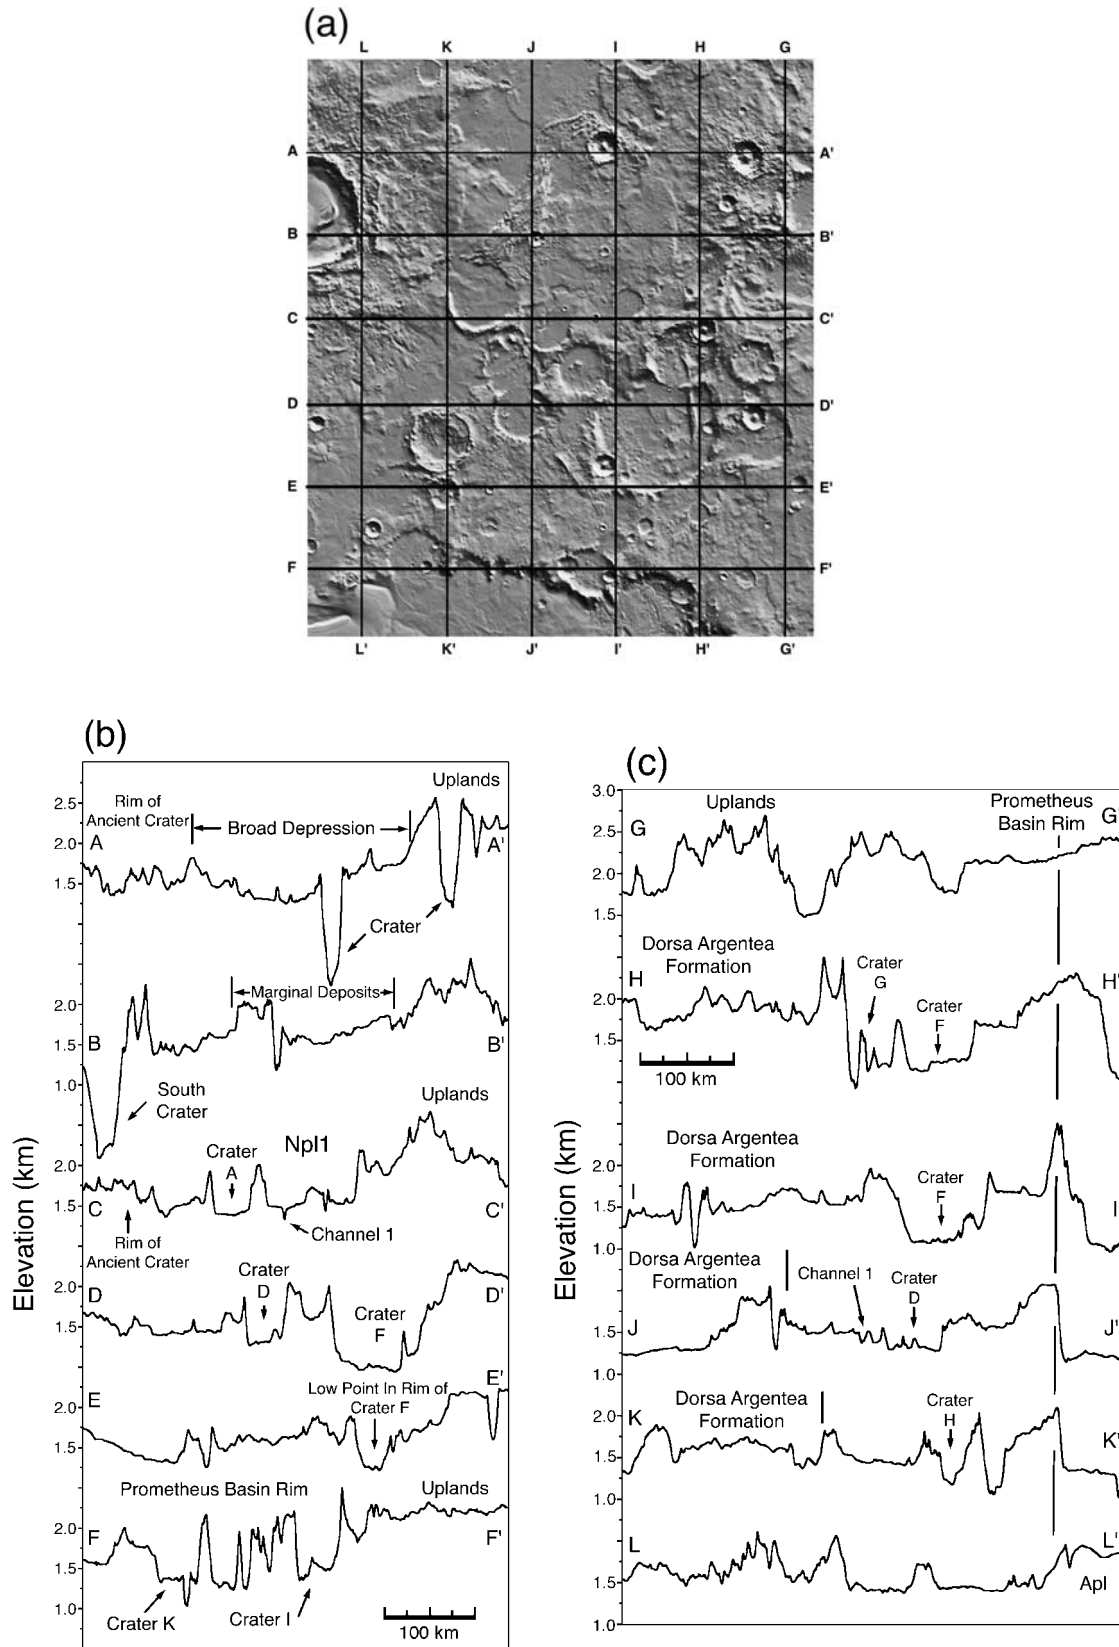 (a)
L K J I H G
A A'
B B'
C C'
D D'
E E'
F F'
L' K' J' I' H' G'
(b)
Elevation (km)
2.5
2.0
1.5
Rim of
Ancient Crater
Broad Depression
Uplands
A A'
Crater
2.0
1.5
1.0
Marginal Deposits
B B'
South
Crater
2.0
1.5
Uplands
Npl1
Crater
A
C C'
Rim of
Ancient Crater
Channel 1
2.0
1.5
Crater
D
Crater
F
D D'
2.0
1.5
E E'
Low Point In Rim of
Crater F
2.0
1.5
1.0
Prometheus Basin Rim
Uplands
F F'
Crater K
Crater I
100 km
(c)
Elevation (km)
3.0
2.5
2.0
1.5
Uplands
Prometheus
Basin Rim
G G'
2.0
1.5
Dorsa Argentea
Formation
Crater
G
Crater
F
H H'
100 km
2.0
1.5
1.0
Dorsa Argentea
Formation
Crater
F
I I
1.5
1.0
Dorsa Argentea
Formation
Channel 1
Crater
D
J J'
2.0
1.5
1.0
Dorsa Argentea
Formation
Crater
H
K K'
1.5
1.0
L L'
Apl